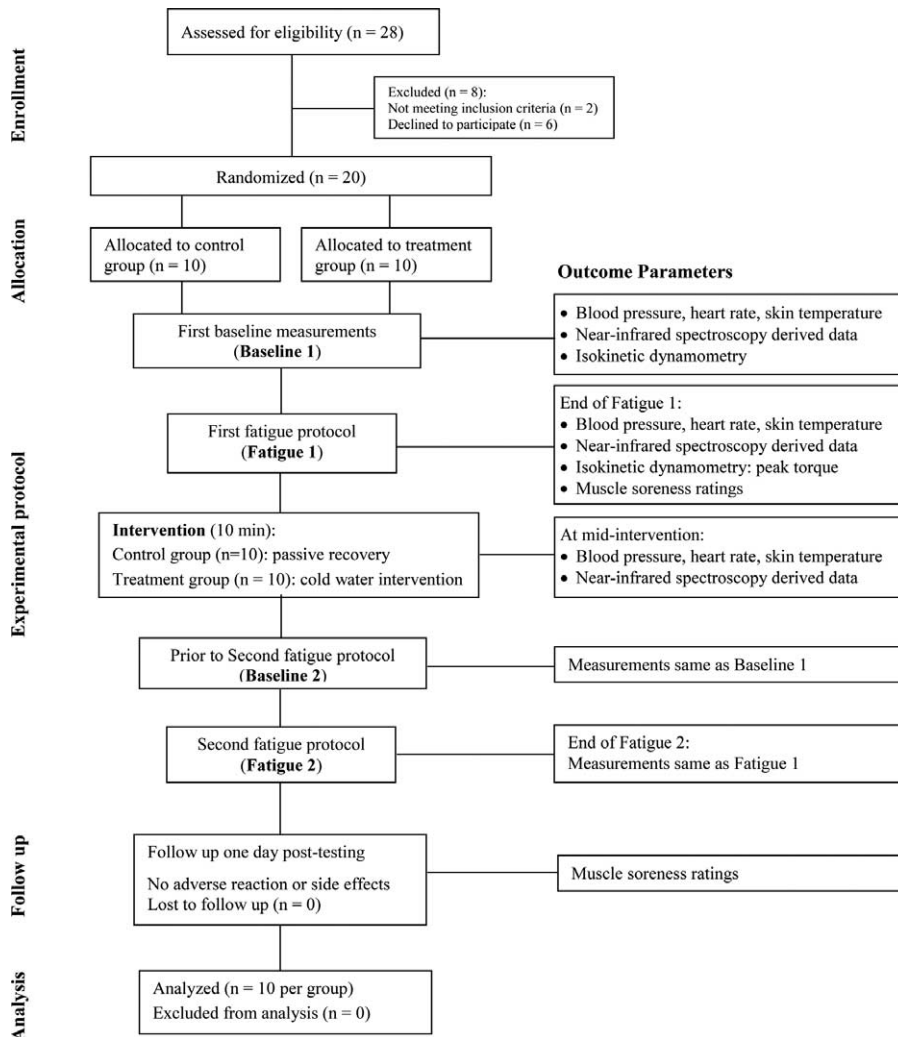 Assessed for eligibility (n = 28)
Enrollment
Excluded (n = 8):
Not meeting inclusion criteria (n = 2)
Declined to participate (n = 6)
Randomized (n = 20)
Allocation
Allocated to control
group (n = 10)
Allocated to treatment
group (n = 10)
Outcome Parameters
First baseline measurements
(Baseline 1)
• Blood pressure, heart rate, skin temperature
• Near-infrared spectroscopy derived data
• Isokinetic dynamometry
Experimental protocol
First fatigue protocol
(Fatigue 1)
End of Fatigue 1:
• Blood pressure, heart rate, skin temperature
• Near-infrared spectroscopy derived data
• Isokinetic dynamometry: peak torque
• Muscle soreness ratings
Intervention (10 min):
Control group (n=10): passive recovery
Treatment group (n = 10): cold water intervention
At mid-intervention:
• Blood pressure, heart rate, skin temperature
• Near-infrared spectroscopy derived data
Prior to Second fatigue protocol
(Baseline 2)
Measurements same as Baseline 1
Second fatigue protocol
(Fatigue 2)
End of Fatigue 2:
Measurements same as Fatigue 1
Follow up
Follow up one day post-testing
No adverse reaction or side effects
Lost to follow up (n = 0)
Muscle soreness ratings
Analysis
Analyzed (n = 10 per group)
Excluded from analysis (n = 0)